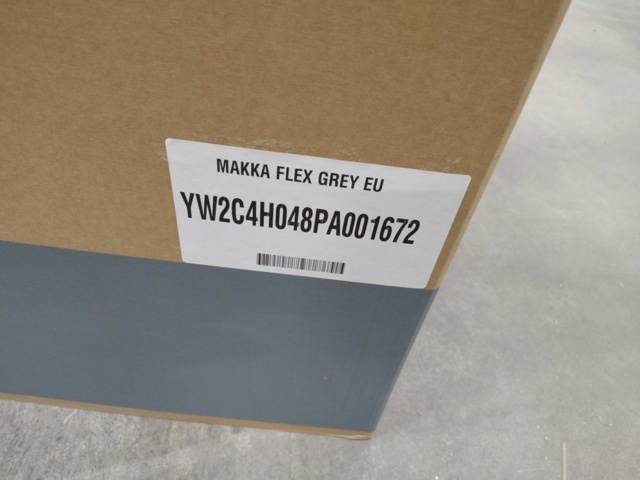 MAKKA FLEX GREY EU
YW2C4H048PA001672